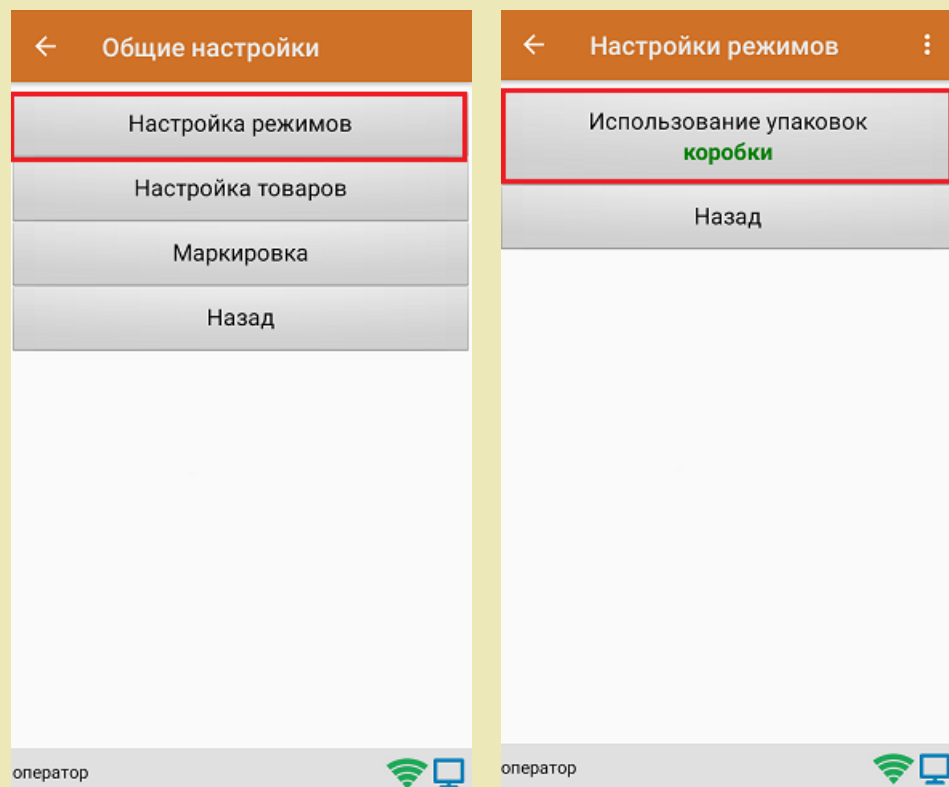 Общие настройки
Настройка режимов
Настройка товаров
Маркировка
Назад
оператор
Настройки режимов
Использование упаковок
коробки
Назад
оператор